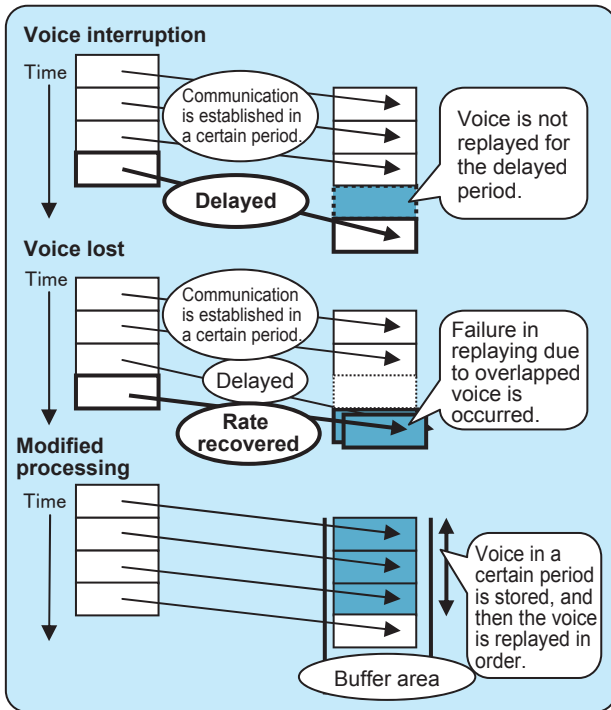 Voice interruption
Time
Communication
is established in
a certain period.
Voice is not
replayed for
the delayed
period.
Delayed
Voice lost
Time
Communication
is established in
a certain period.
Failure in
replaying due
to overlapped
voice is
occurred.
Delayed
Rate
recovered
Modified
processing
Time
Voice in a
certain period
is stored, and
then the voice
is replayed in
order.
Buffer area